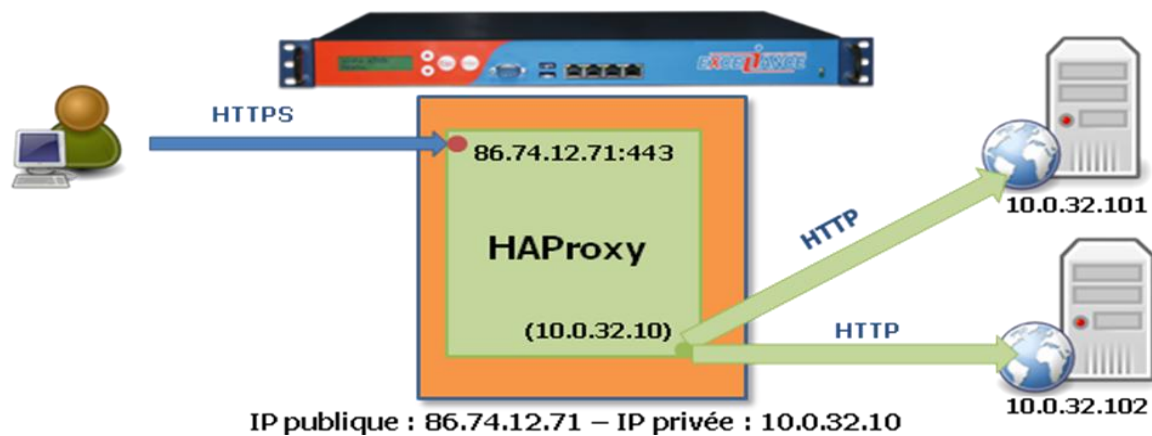 EXCELIANCE
HTTPS
86.74.12.71:443
HAProxy
(10.0.32.10)
HTTP
10.0.32.101
HTTP
10.0.32.102
IP publique : 86.74.12.71 – IP privée : 10.0.32.10